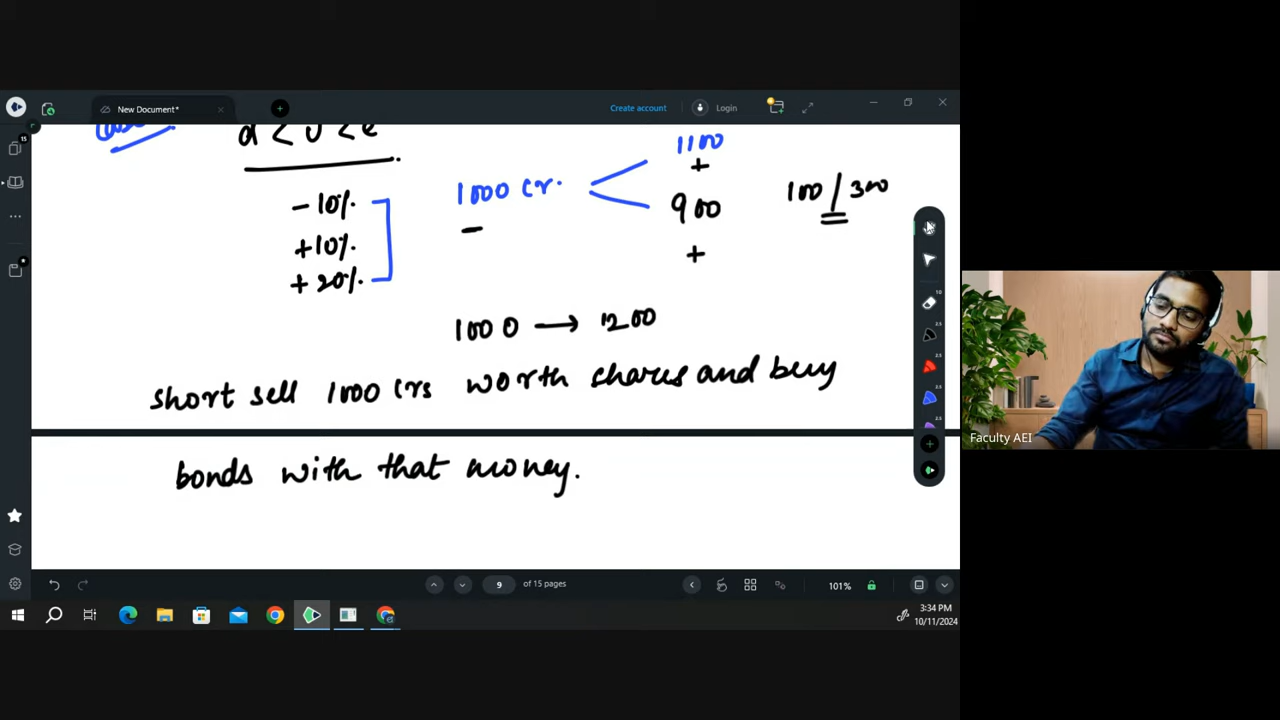 New Document*
Create account
Login
Case
d < u < e
- 10%
+10%
+ 20%
1000 cr.
-
1100
+
900
+
100 / 300
1000 → 1200
short sell 1000 crs worth shares and buy
bonds with that money.
Faculty AEI
9 of 15 pages
101%
3:34 PM
10/11/2024